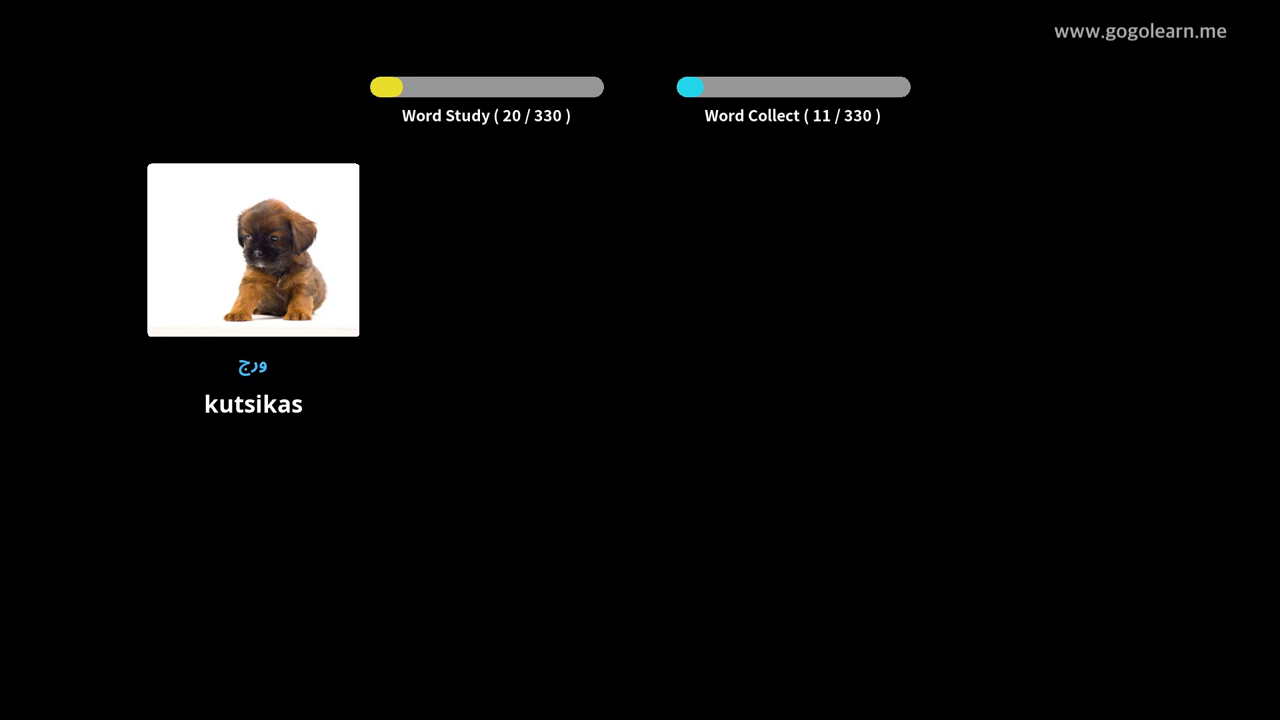 www.gogolearn.me
Word Study ( 20 / 330 )
Word Collect ( 11 / 330 )
ورج
kutsikas